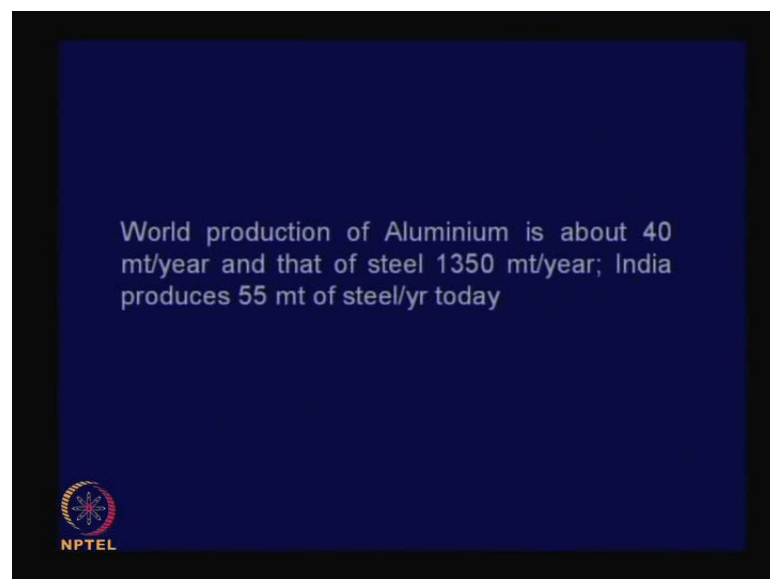 World production of Aluminium is about 40
mt/year and that of steel 1350 mt/year; India
produces 55 mt of steel/yr today
NPTEL